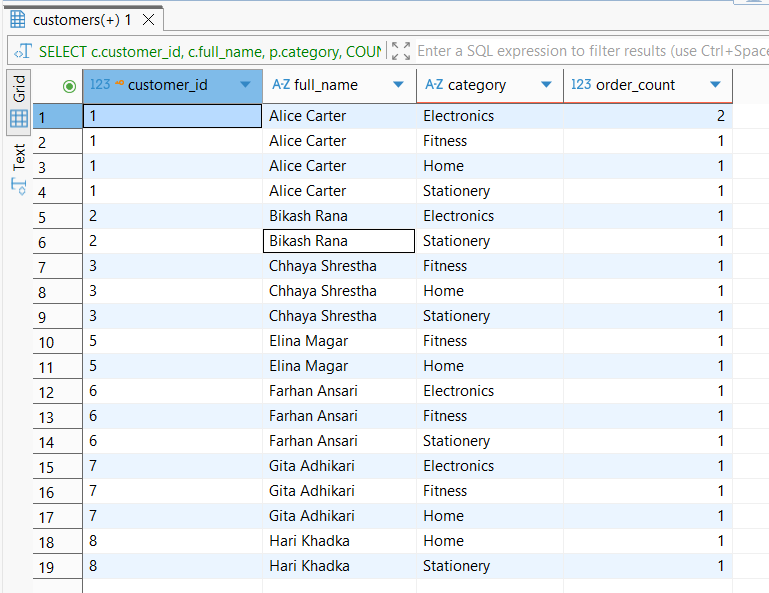 customers(+) 1
SELECT c.customer_id, c.full_name, p.category, COUN
Enter a SQL expression to filter results (use Ctrl+Space
Grid
Text
123 customer_id A-Z full_name A-Z category 123 order_count
1 1 Alice Carter Electronics 2
2 1 Alice Carter Fitness 1
3 1 Alice Carter Home 1
4 1 Alice Carter Stationery 1
5 2 Bikash Rana Electronics 1
6 2 Bikash Rana Stationery 1
7 3 Chhaya Shrestha Fitness 1
8 3 Chhaya Shrestha Home 1
9 3 Chhaya Shrestha Stationery 1
10 5 Elina Magar Fitness 1
11 5 Elina Magar Home 1
12 6 Farhan Ansari Electronics 1
13 6 Farhan Ansari Fitness 1
14 6 Farhan Ansari Stationery 1
15 7 Gita Adhikari Electronics 1
16 7 Gita Adhikari Fitness 1
17 7 Gita Adhikari Home 1
18 8 Hari Khadka Home 1
19 8 Hari Khadka Stationery 1